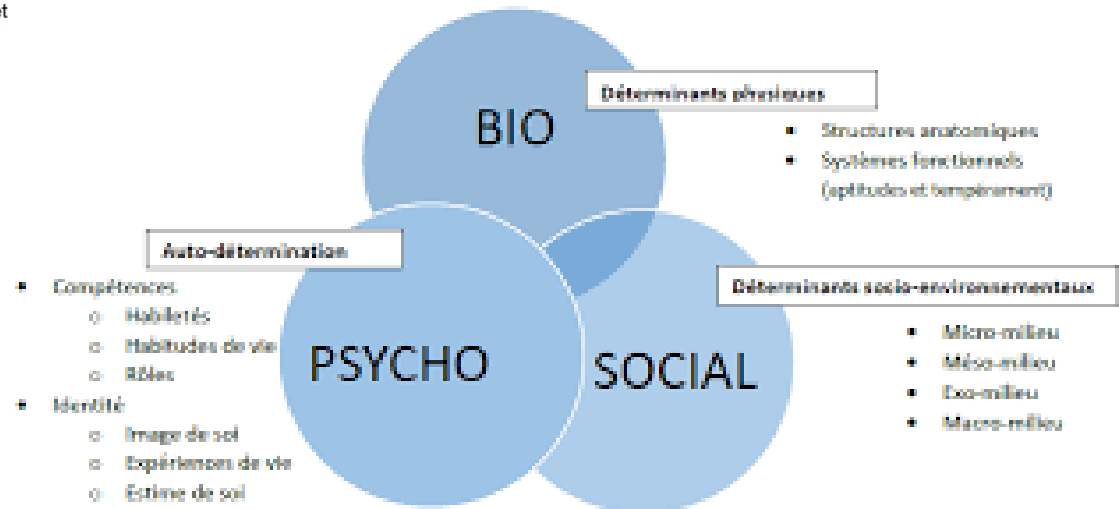 et
BIO
Déterminants physiques
• Structures anatomiques
• Systèmes fonctionnels
(aptitudes et tempérament)
Auto-détermination
• Compétences
o Habiletés
o Habitudes de vie
o Rôles
• Identité
o Image de soi
o Expériences de vie
o Estime de soi
PSYCHO
SOCIAL
Déterminants socio-environnementaux
• Micro-milieu
• Méso-milieu
• Exo-milieu
• Macro-milieu